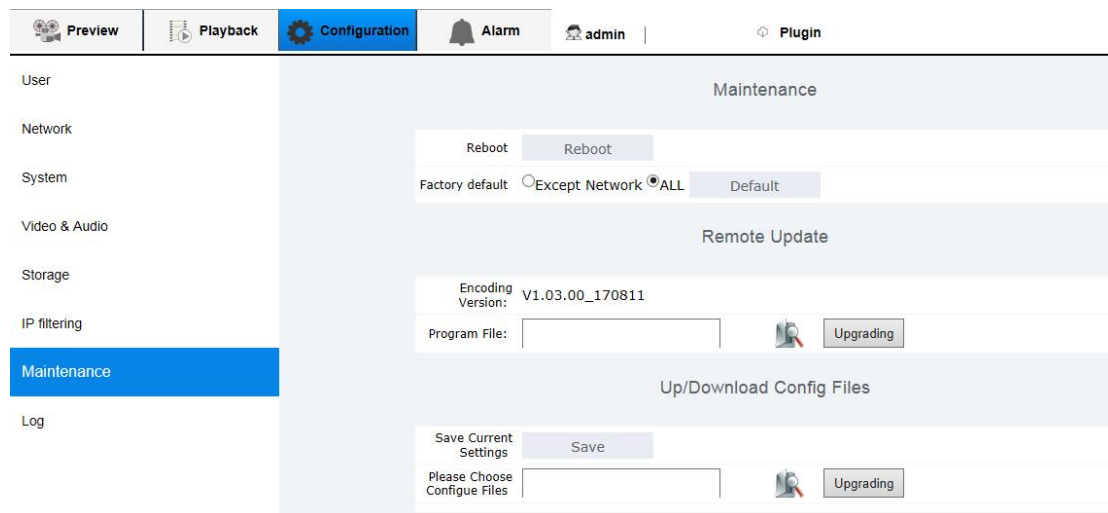 Preview Playback Configuration Alarm admin | Plugin
User
Network
System
Video & Audio
Storage
IP filtering
Maintenance
Log
Maintenance
Reboot Reboot
Factory default Except Network ALL Default
Remote Update
Encoding
Version: V1.03.00_170811
Program File: Upgrading
Up/Download Config Files
Save Current
Settings Save
Please Choose
Configue Files Upgrading